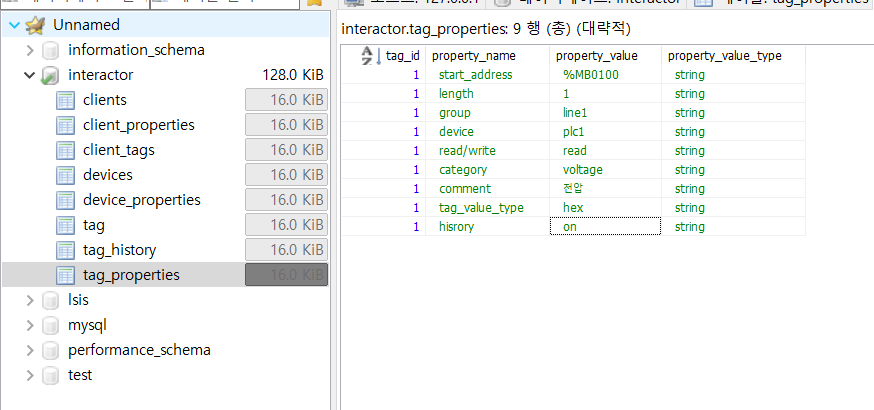 Unnamed
information_schema
interactor 128.0 KiB
clients 16.0 KiB
client_properties 16.0 KiB
client_tags 16.0 KiB
devices 16.0 KiB
device_properties 16.0 KiB
tag 16.0 KiB
tag_history 16.0 KiB
tag_properties 16.0 KiB
lsis
mysql
performance_schema
test
interactor.tag_properties: 9 행 (총) (대략적)
tag_id property_name property_value property_value_type
1 start_address %MB0100 string
1 length 1 string
1 group line1 string
1 device plc1 string
1 read/write read string
1 category voltage string
1 comment 전압 string
1 tag_value_type hex string
1 hisrory on string